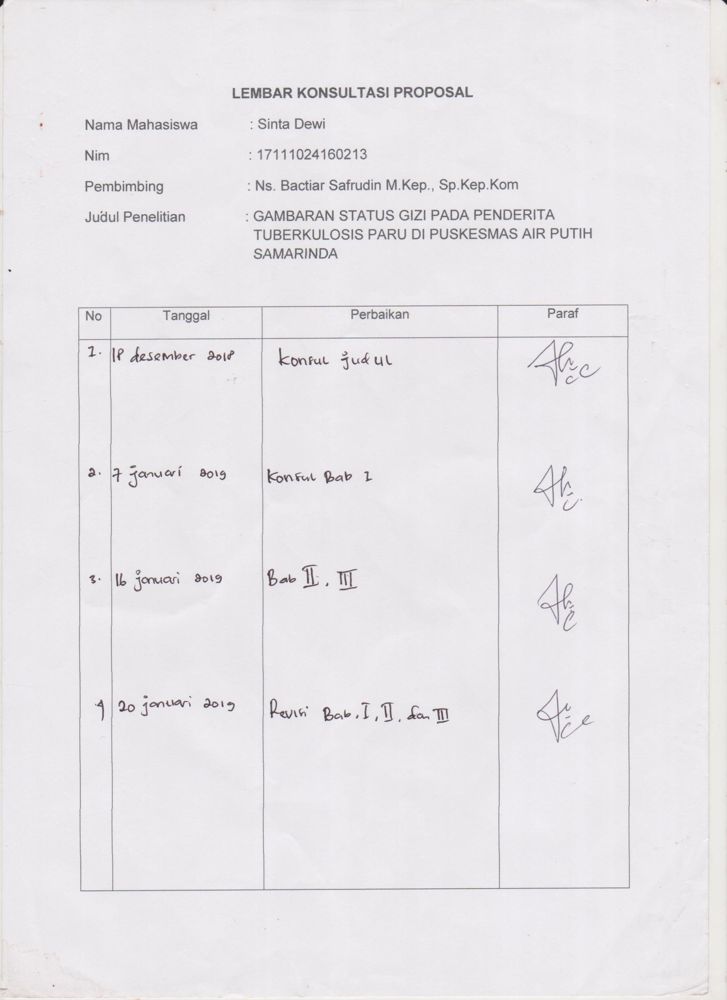 LEMBAR KONSULTASI PROPOSAL
Nama Mahasiswa : Sinta Dewi
Nim : 17111024160213
Pembimbing : Ns. Bactiar Safrudin M.Kep., Sp.Kep.Kom
Judul Penelitian : GAMBARAN STATUS GIZI PADA PENDERITA
TUBERKULOSIS PARU DI PUSKESMAS AIR PUTIH
SAMARINDA
No Tanggal Perbaikan Paraf
1. 18 desember 2018 Konsul judul
2. 7 januari 2019 Konsul Bab I
3. 16 januari 2019 Bab II, III
4 20 januari 2019 Revisi Bab, I, II, dan III